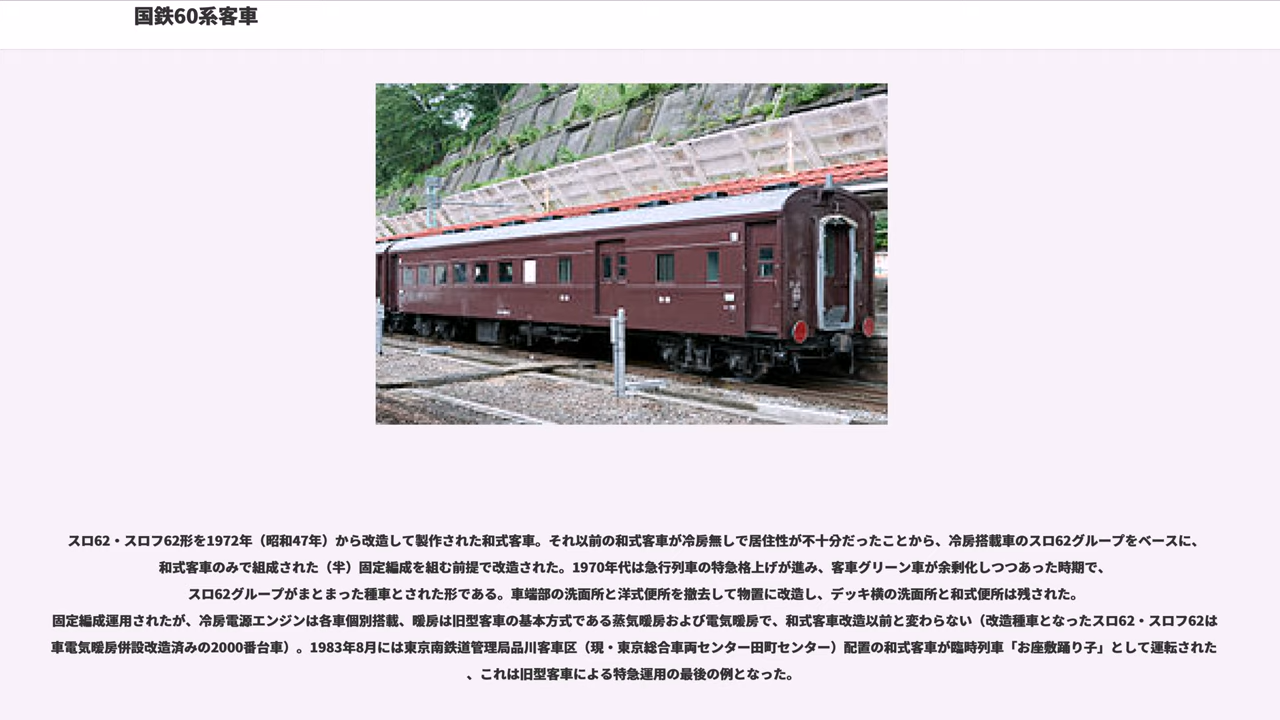 国鉄60系客車
スロ62・スロフ62形を1972年（昭和47年）から改造して製作された和式客車。それ以前の和式客車が冷房無しで居住性が不十分だったことから、冷房搭載車のスロ62グループをベースに、
和式客車のみで組成された（半）固定編成を組む前提で改造された。1970年代は急行列車の特急格上げが進み、客車グリーン車が余剰化しつつあった時期で、
スロ62グループがまとまった種車とされた形である。車端部の洗面所と洋式便所を撤去して物置に改造し、デッキ横の洗面所と和式便所は残された。
固定編成運用されたが、冷房電源エンジンは各車個別搭載、暖房は旧型客車の基本方式である蒸気暖房および電気暖房で、和式客車改造以前と変わらない（改造種車となったスロ62・スロフ62は
車電気暖房併設改造済みの2000番台車）。1983年8月には東京南鉄道管理局品川客車区（現・東京総合車両センター田町センター）配置の和式客車が臨時列車「お座敷踊り子」として運転された
、これは旧型客車による特急運用の最後の例となった。